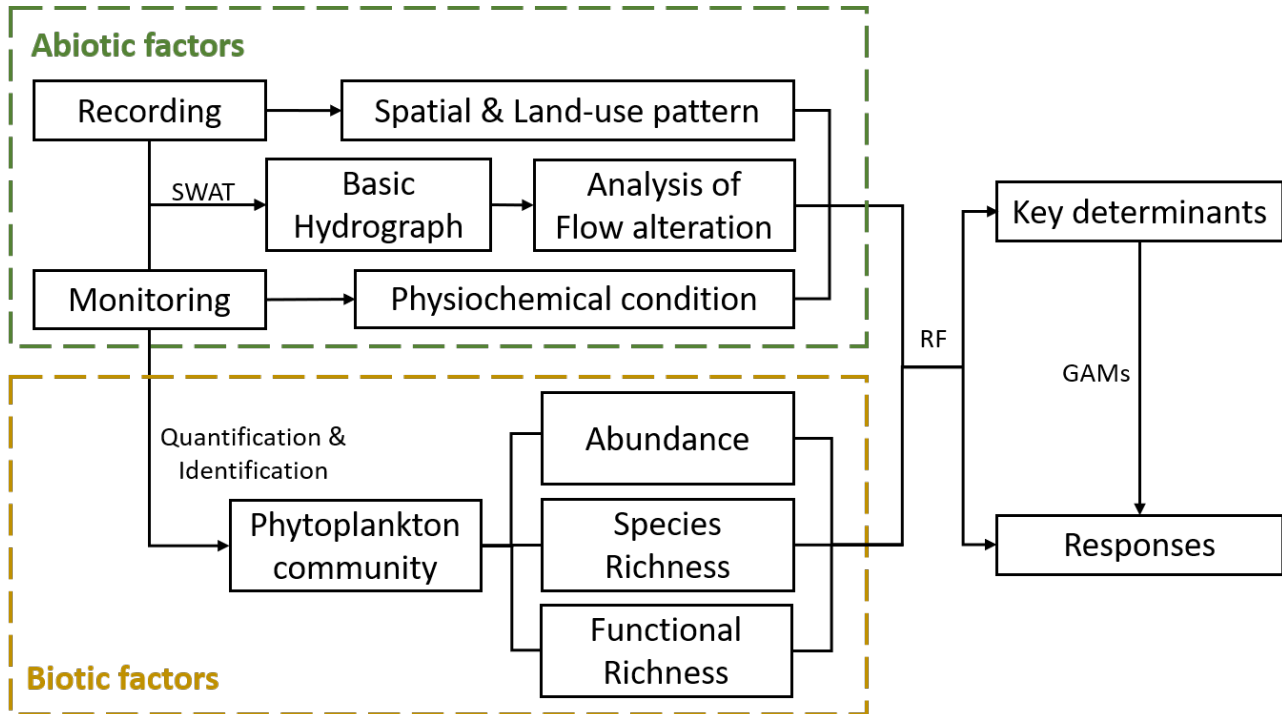 Abiotic factors
Recording
Spatial & Land-use pattern
SWAT
Basic
Hydrograph
Analysis of
Flow alteration
Monitoring
Physiochemical condition
Quantification &
Identification
Phytoplankton
community
Abundance
Species
Richness
Functional
Richness
Biotic factors
RF
Key determinants
GAMs
Responses